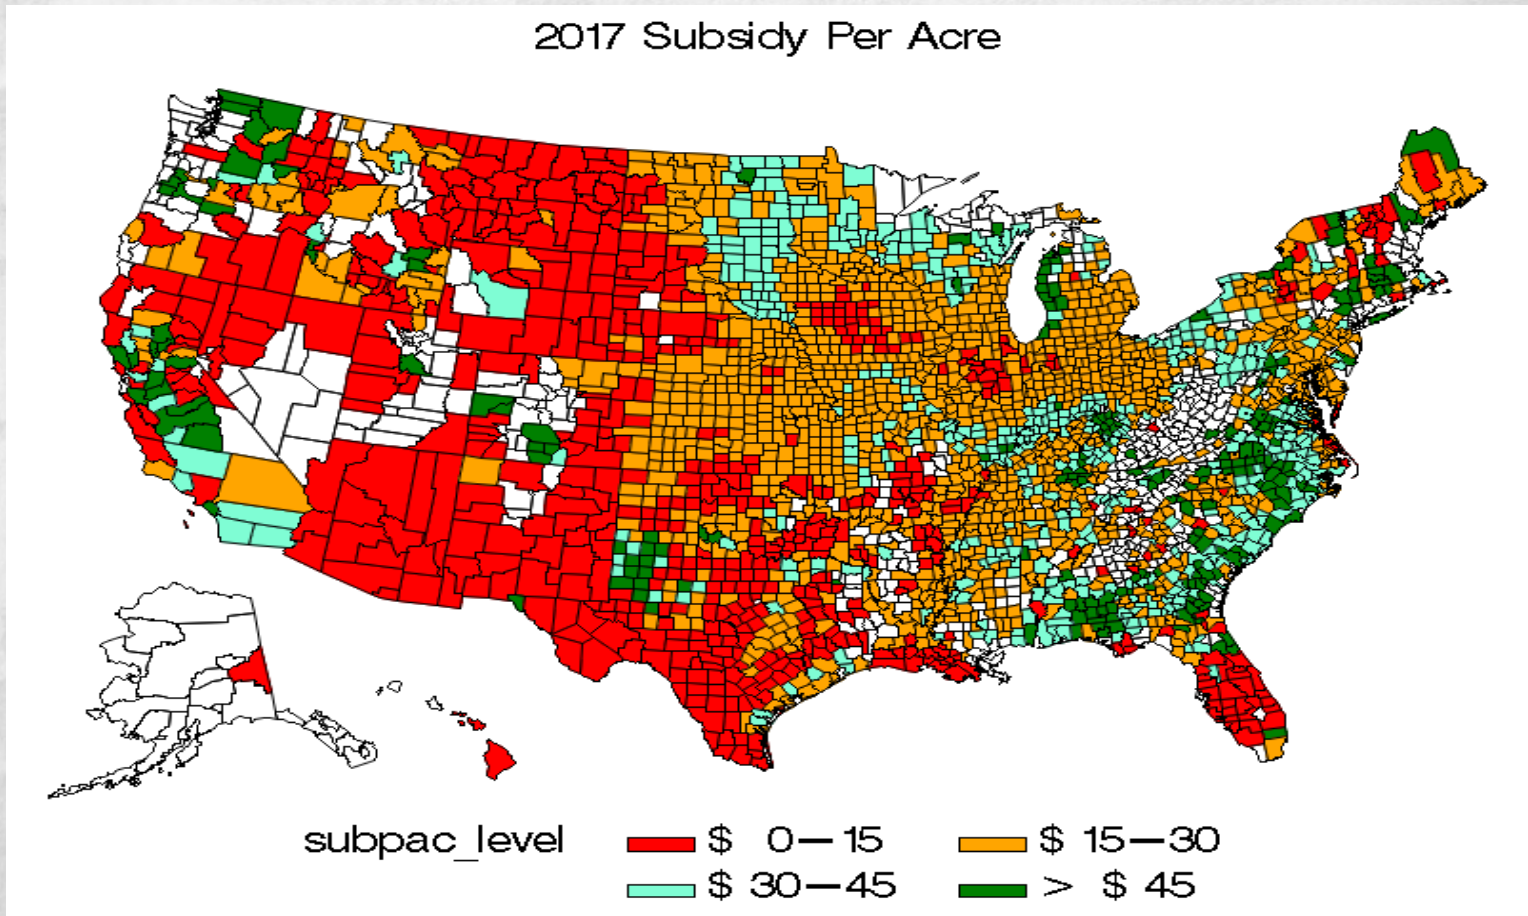 2017 Subsidy Per Acre
subpac_level $ 0—15 $ 15—30
$ 30—45 > $ 45